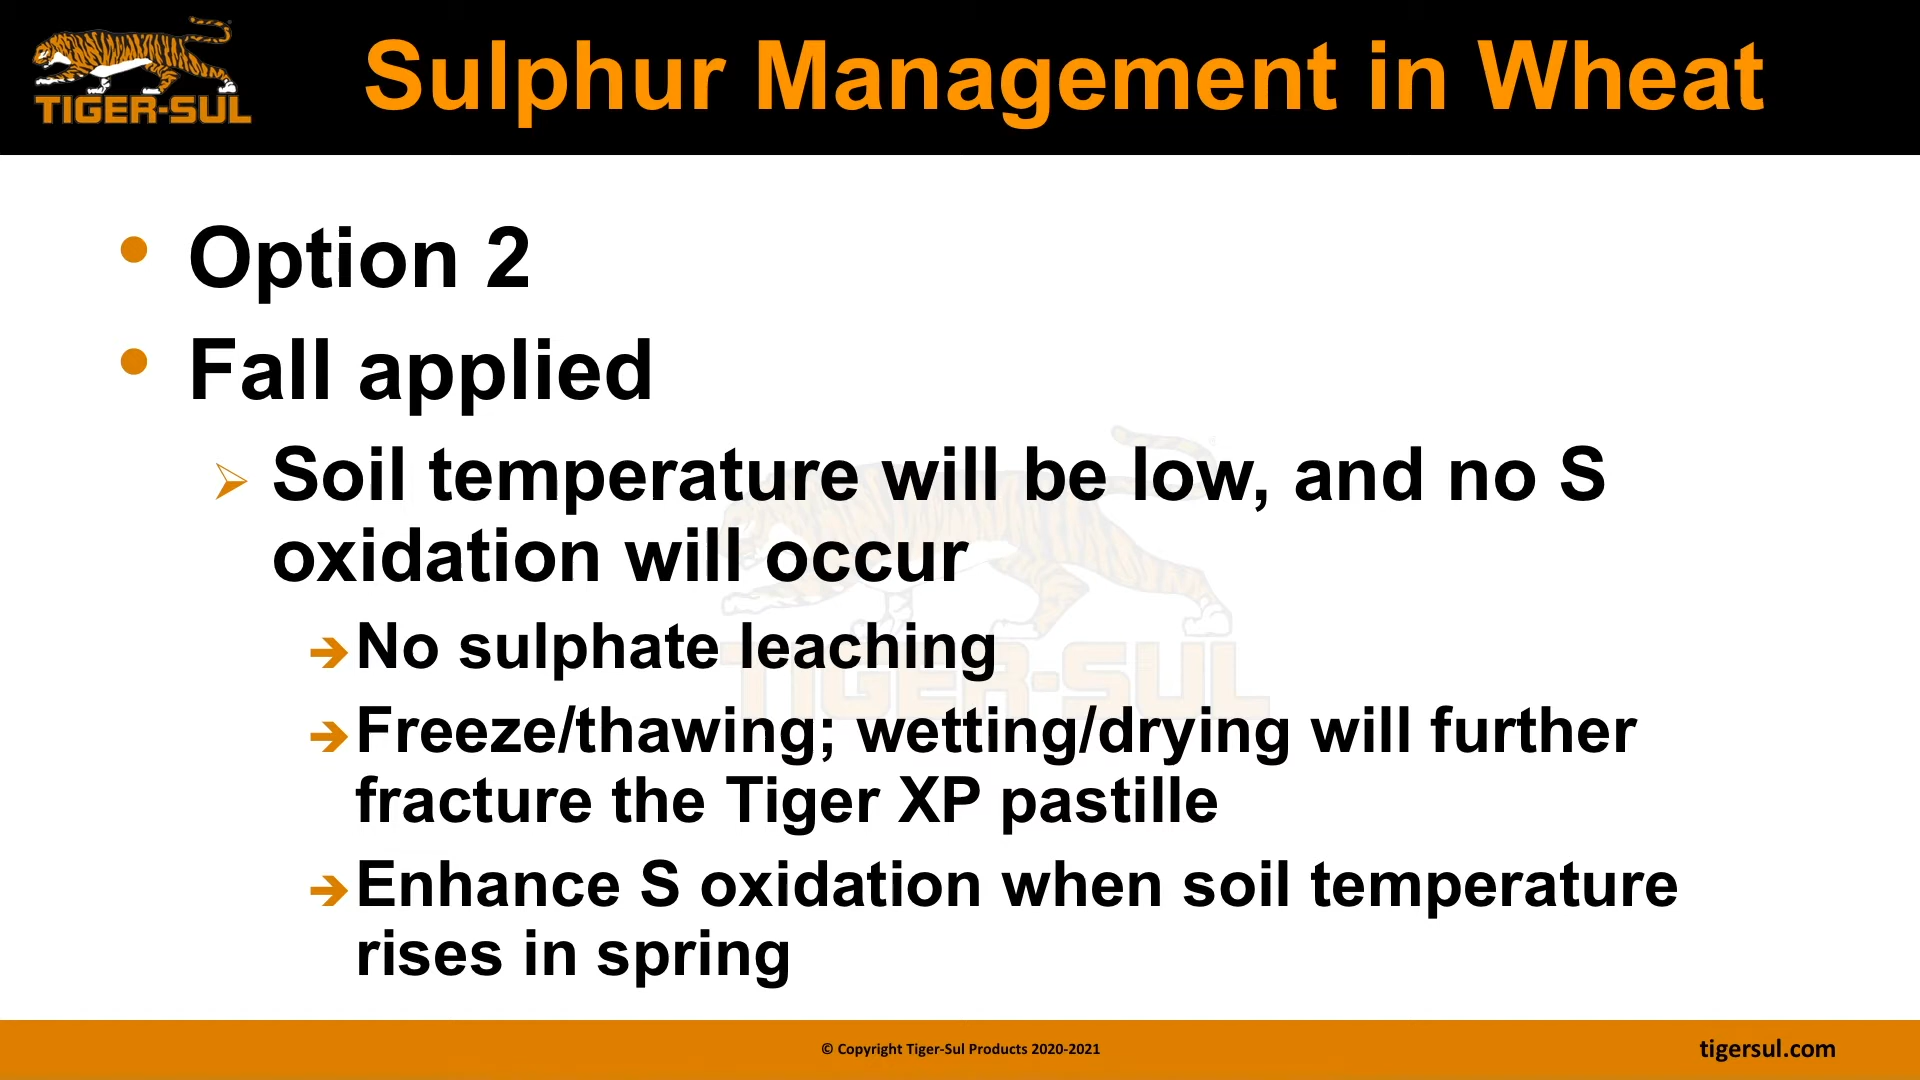 TIGER-SUL
Sulphur Management in Wheat
Option 2
Fall applied
Soil temperature will be low, and no S
oxidation will occur
No sulphate leaching
Freeze/thawing; wetting/drying will further
fracture the Tiger XP pastille
Enhance S oxidation when soil temperature
rises in spring
TIGER-SUL
© Copyright Tiger-Sul Products 2020-2021
tigersul.com